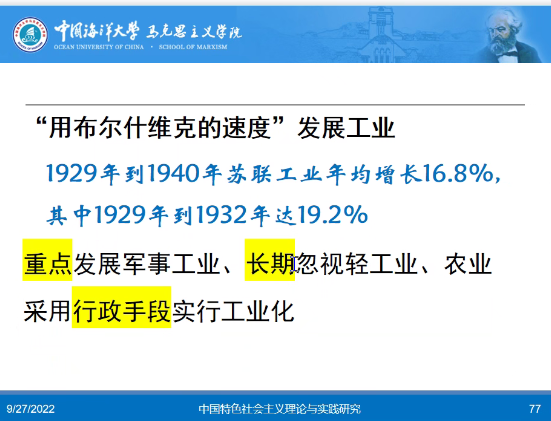 中国海洋大学 马克思主义学院
OCEAN UNIVERSITY OF CHINA · SCHOOL OF MARXISM
“用布尔什维克的速度”发展工业
1929年到1940年苏联工业年均增长16.8%，
其中1929年到1932年达19.2%
重点发展军事工业、长期忽视轻工业、农业
采用行政手段实行工业化
9/27/2022
中国特色社会主义理论与实践研究
77